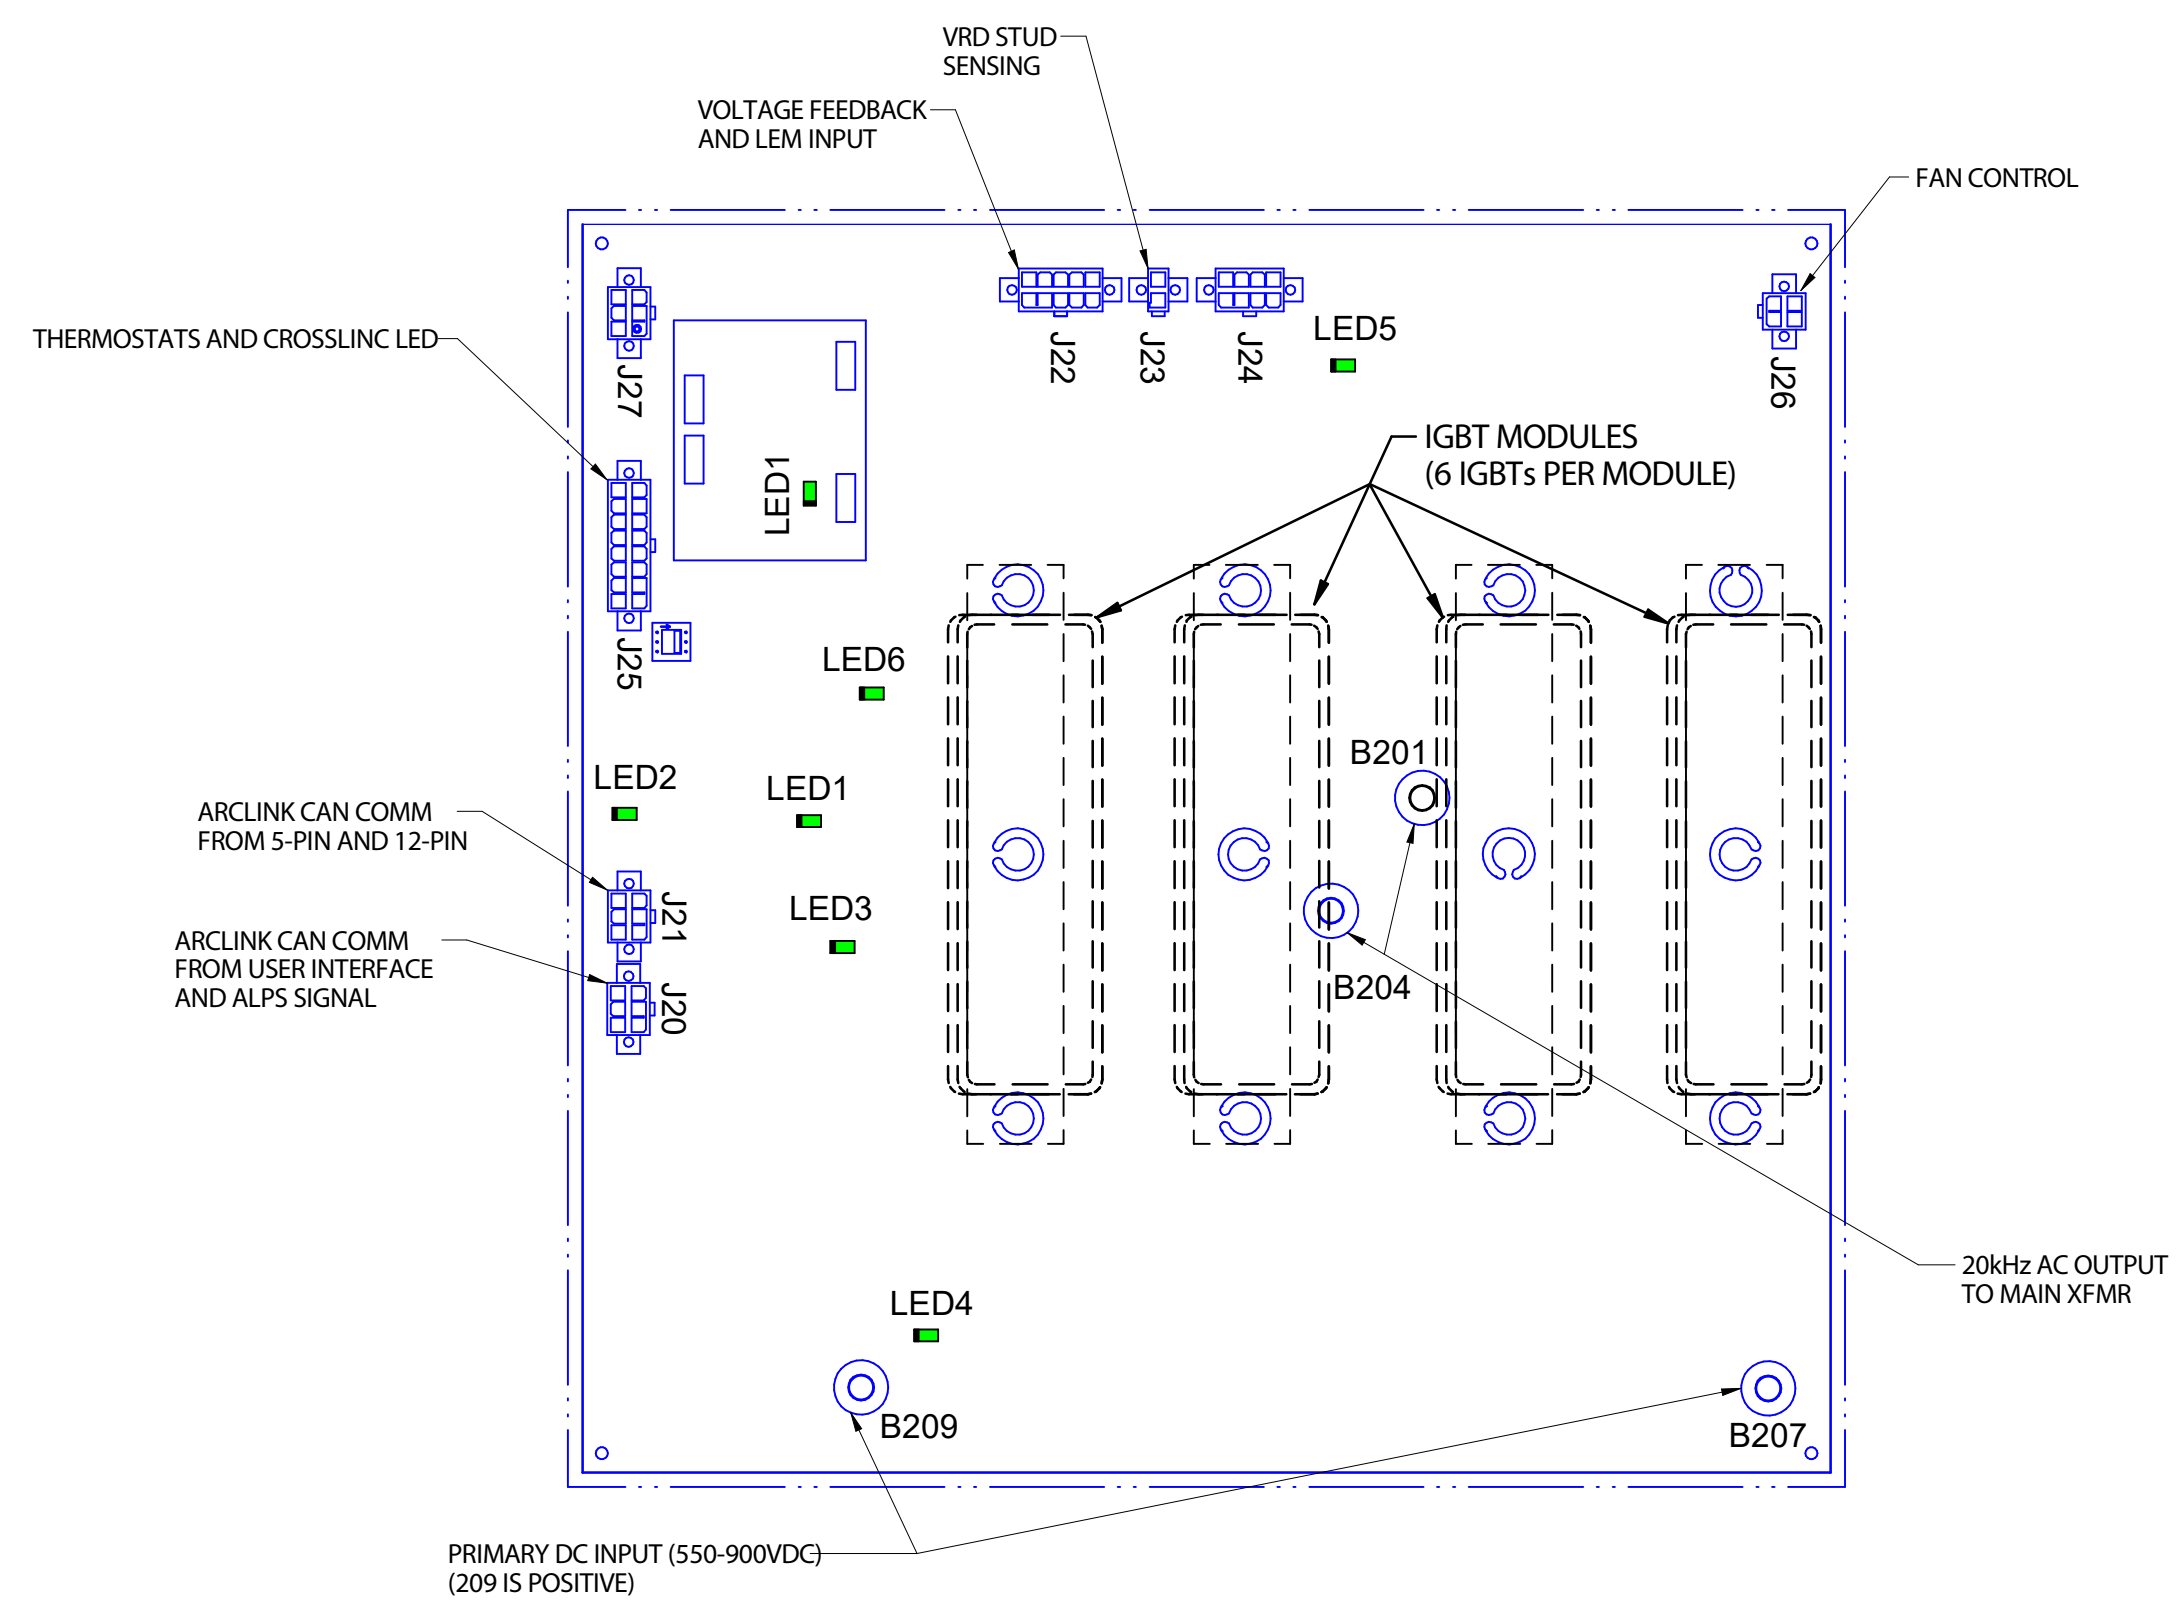 VRD STUD
SENSING
VOLTAGE FEEDBACK
AND LEM INPUT
FAN CONTROL
THERMOSTATS AND CROSSLINC LED
J27
J22
J23
J24
LED5
J26
IGBT MODULES
(6 IGBTs PER MODULE)
LED1
J25
LED6
B201
LED2
LED1
ARCLINK CAN COMM
FROM 5-PIN AND 12-PIN
J21
LED3
ARCLINK CAN COMM
FROM USER INTERFACE
AND ALPS SIGNAL
J20
B204
20kHz AC OUTPUT
TO MAIN XFMR
LED4
B209
B207
PRIMARY DC INPUT (550-900VDC)
(209 IS POSITIVE)